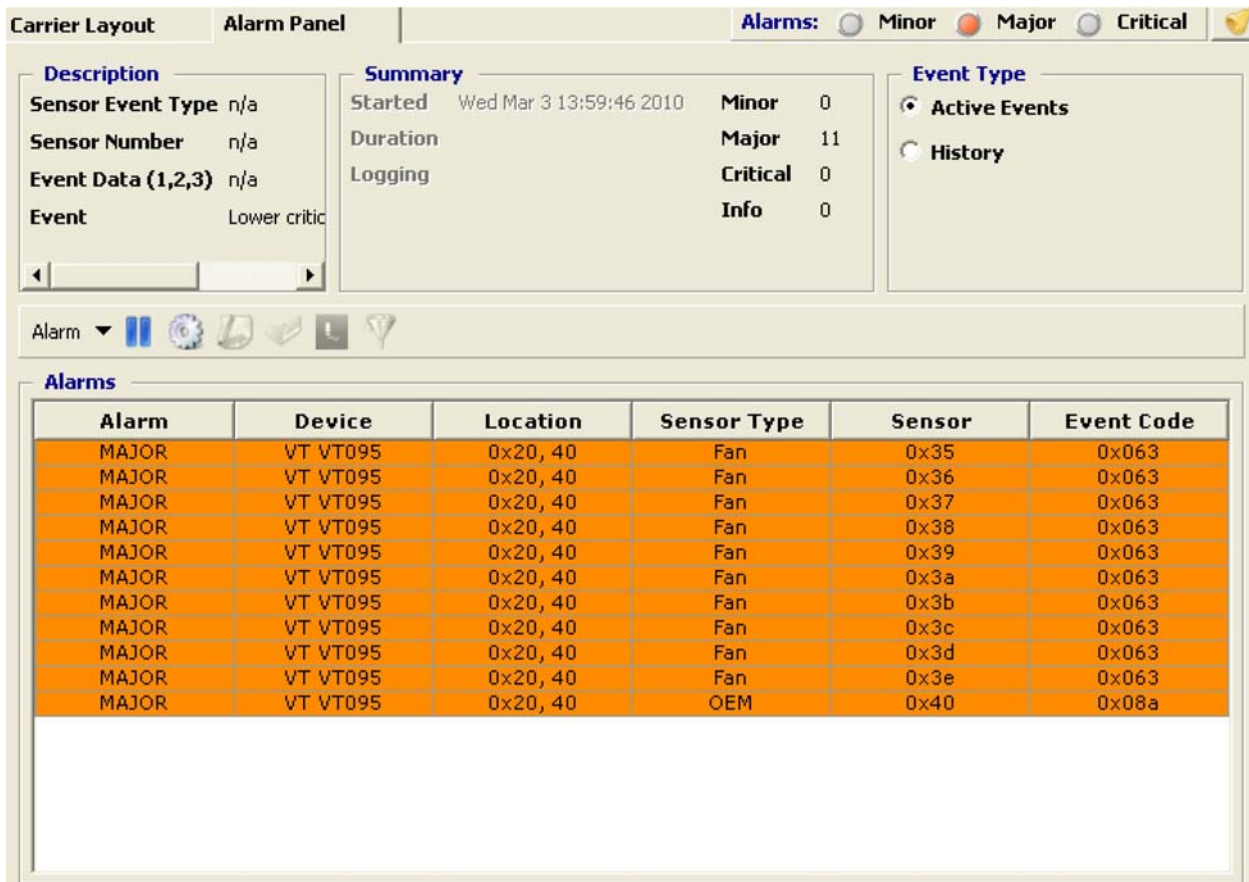 Carrier Layout Alarm Panel Alarms: Minor Major Critical
Description
Sensor Event Type n/a
Sensor Number n/a
Event Data (1,2,3) n/a
Event Lower critic
Summary
Started Wed Mar 3 13:59:46 2010 Minor 0
Duration Major 11
Logging Critical 0
Info 0
Event Type
Active Events
History
Alarm
Alarms
Alarm Device Location Sensor Type Sensor Event Code
MAJOR VT VT095 0x20, 40 Fan 0x35 0x063
MAJOR VT VT095 0x20, 40 Fan 0x36 0x063
MAJOR VT VT095 0x20, 40 Fan 0x37 0x063
MAJOR VT VT095 0x20, 40 Fan 0x38 0x063
MAJOR VT VT095 0x20, 40 Fan 0x39 0x063
MAJOR VT VT095 0x20, 40 Fan 0x3a 0x063
MAJOR VT VT095 0x20, 40 Fan 0x3b 0x063
MAJOR VT VT095 0x20, 40 Fan 0x3c 0x063
MAJOR VT VT095 0x20, 40 Fan 0x3d 0x063
MAJOR VT VT095 0x20, 40 Fan 0x3e 0x063
MAJOR VT VT095 0x20, 40 OEM 0x40 0x08a